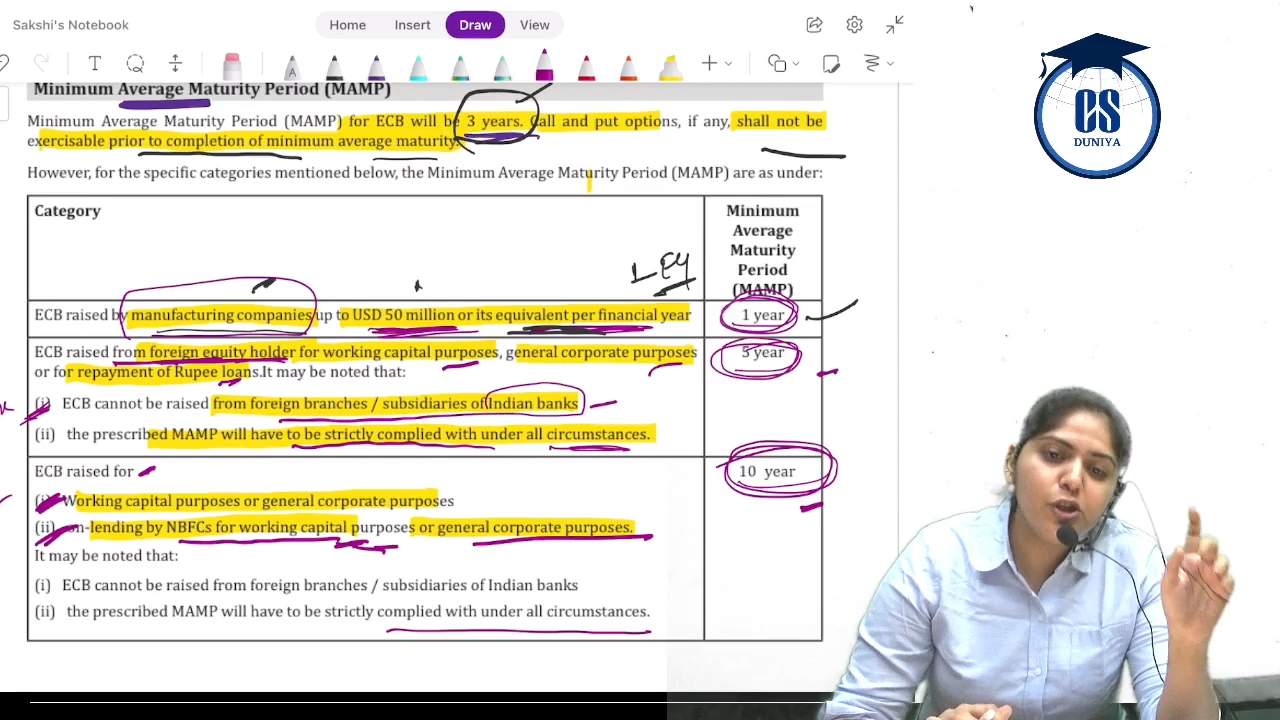 Sakshi's Notebook
Home Insert Draw View
Minimum Average Maturity Period (MAMP)
Minimum Average Maturity Period (MAMP) for ECB will be 3 years. Call and put options, if any, shall not be
exercisable prior to completion of minimum average maturity.
However, for the specific categories mentioned below, the Minimum Average Maturity Period (MAMP) are as under:
Category
Minimum
Average
Maturity
Period
(MAMP)
1 FY
ECB raised by manufacturing companies up to USD 50 million or its equivalent per financial year
1 year
ECB raised from foreign equity holder for working capital purposes, general corporate purposes
or for repayment of Rupee loans.It may be noted that:
5 year
(i) ECB cannot be raised from foreign branches / subsidiaries of Indian banks
(ii) the prescribed MAMP will have to be strictly complied with under all circumstances.
ECB raised for
10 year
(i) Working capital purposes or general corporate purposes
(ii) on-lending by NBFCs for working capital purposes or general corporate purposes.
It may be noted that:
(i) ECB cannot be raised from foreign branches / subsidiaries of Indian banks
(ii) the prescribed MAMP will have to be strictly complied with under all circumstances.
CS
DUNIYA